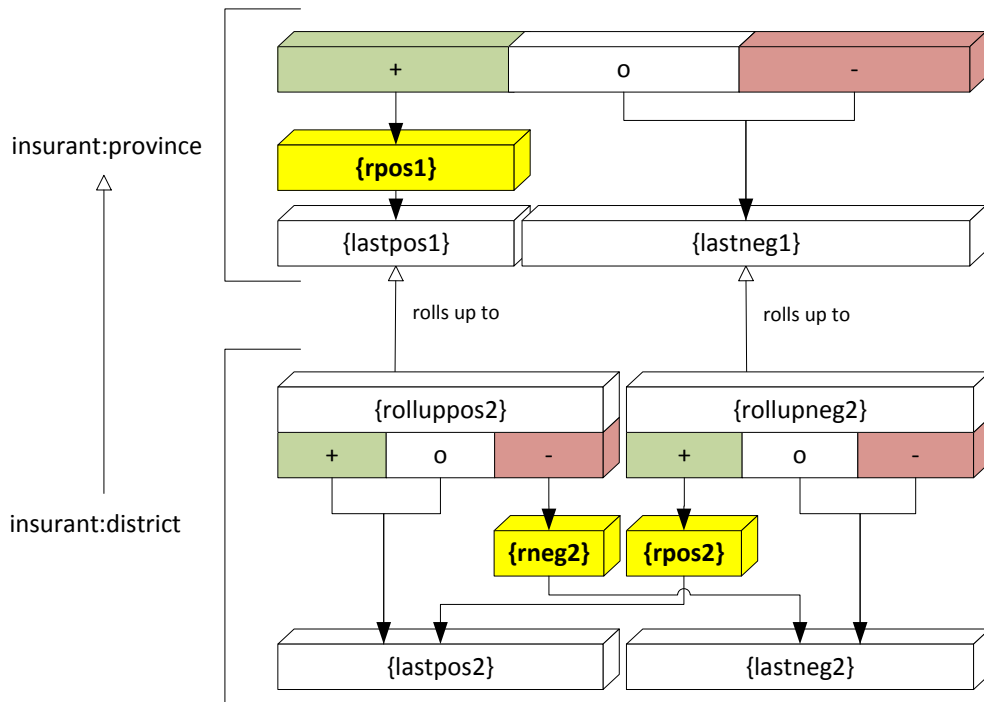 + o -
insurant:province
{rpos1}
{lastpos1} {lastneg1}
rolls up to rolls up to
{rolluppos2} {rollupneg2}
+ o - + o -
insurant:district
{rneg2} {rpos2}
{lastpos2} {lastneg2}